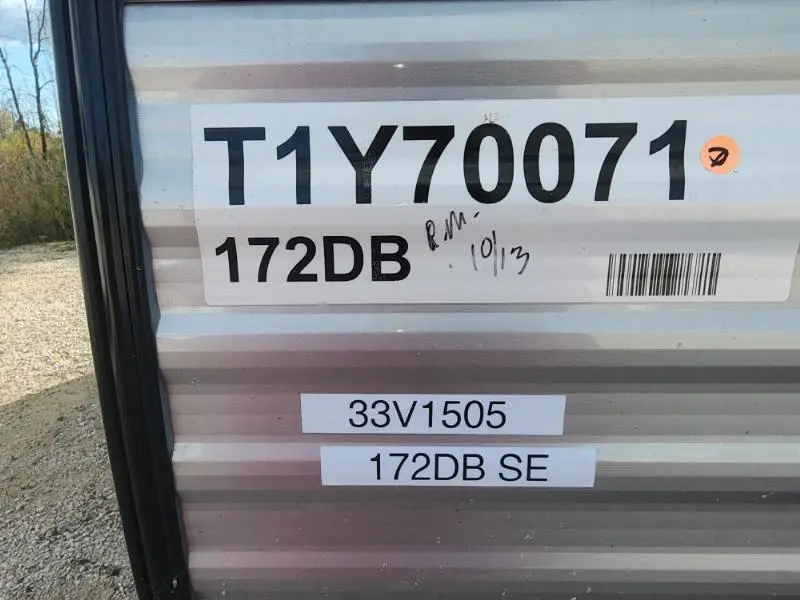 T1Y70071
172DB
R.M.
10/13
33V1505
172DB SE